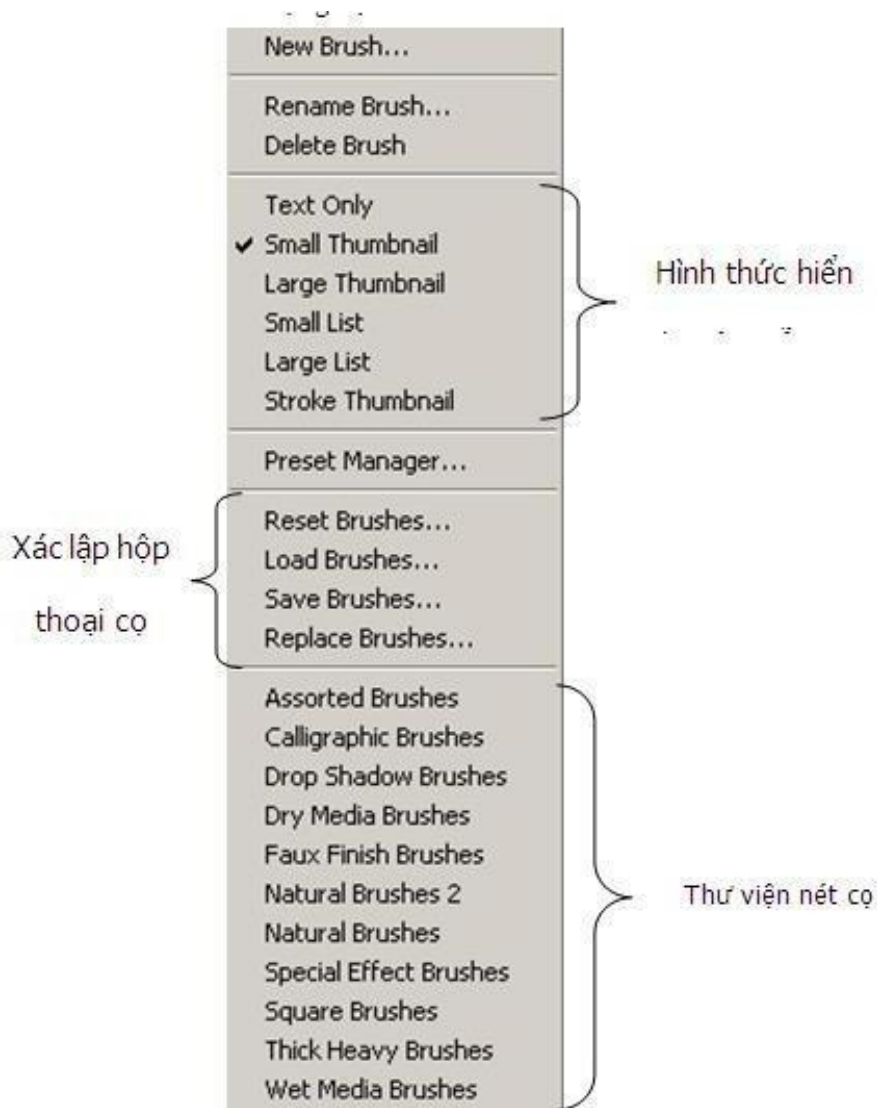 New Brush...
Rename Brush...
Delete Brush
Text Only
Small Thumbnail
Large Thumbnail
Small List
Large List
Stroke Thumbnail
Hình thức hiển
Preset Manager...
Reset Brushes...
Load Brushes...
Save Brushes...
Replace Brushes...
Xác lập hộp
thoại cọ
Assorted Brushes
Calligraphic Brushes
Drop Shadow Brushes
Dry Media Brushes
Faux Finish Brushes
Natural Brushes 2
Natural Brushes
Special Effect Brushes
Square Brushes
Thick Heavy Brushes
Wet Media Brushes
Thư viện nét cọ